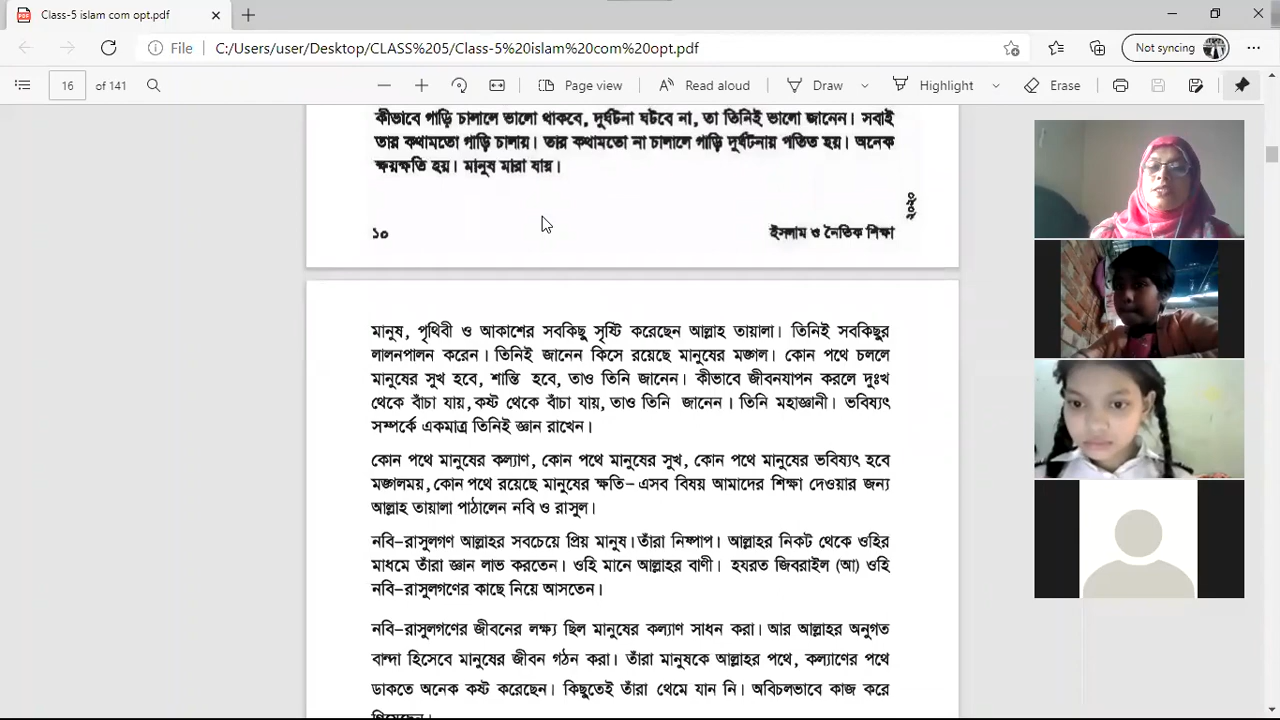 Class-5 islam com opt.pdf
File C:/Users/user/Desktop/CLASS%205/Class-5%20islam%20com%20opt.pdf Not syncing
16 of 141 Page view Read aloud Draw Highlight Erase
কীভাবে গাড়ি চালালে ভালো থাকবে, দুর্ঘটনা ঘটবে না, তা তিনিই ভালো জানেন। সবাই
তার কথামতো গাড়ি চালায়। তার কথামতো না চালালে গাড়ি দুর্ঘটনায় পতিত হয়। অনেক
ক্ষয়ক্ষতি হয়। মানুষ মারা যায়।
২০২০
১০ ইসলাম ও নৈতিক শিক্ষা
মানুষ, পৃথিবী ও আকাশের সবকিছু সৃষ্টি করেছেন আল্লাহ তায়ালা। তিনিই সবকিছুর
লালনপালন করেন। তিনিই জানেন কিসে রয়েছে মানুষের মঙ্গল। কোন পথে চললে
মানুষের সুখ হবে, শান্তি হবে, তাও তিনি জানেন। কীভাবে জীবনযাপন করলে দুঃখ
থেকে বাঁচা যায়, কষ্ট থেকে বাঁচা যায়, তাও তিনি জানেন। তিনি মহাজ্ঞানী। ভবিষ্যৎ
সম্পর্কে একমাত্র তিনিই জ্ঞান রাখেন।
কোন পথে মানুষের কল্যাণ, কোন পথে মানুষের সুখ, কোন পথে মানুষের ভবিষ্যৎ হবে
মঙ্গলময়, কোন পথে রয়েছে মানুষের ক্ষতি–এসব বিষয় আমাদের শিক্ষা দেওয়ার জন্য
আল্লাহ তায়ালা পাঠালেন নবি ও রাসুল।
নবি–রাসুলগণ আল্লাহর সবচেয়ে প্রিয় মানুষ। তাঁরা নিষ্পাপ। আল্লাহর নিকট থেকে ওহির
মাধমে তাঁরা জ্ঞান লাভ করতেন। ওহি মানে আল্লাহর বাণী। হযরত জিবরাইল (আ) ওহি
নবি–রাসুলগণের কাছে নিয়ে আসতেন।
নবি–রাসুলগণের জীবনের লক্ষ্য ছিল মানুষের কল্যাণ সাধন করা। আর আল্লাহর অনুগত
বান্দা হিসেবে মানুষের জীবন গঠন করা। তাঁরা মানুষকে আল্লাহর পথে, কল্যাণের পথে
ডাকতে অনেক কষ্ট করেছেন। কিছুতেই তাঁরা থেমে যান নি। অবিচলভাবে কাজ করে